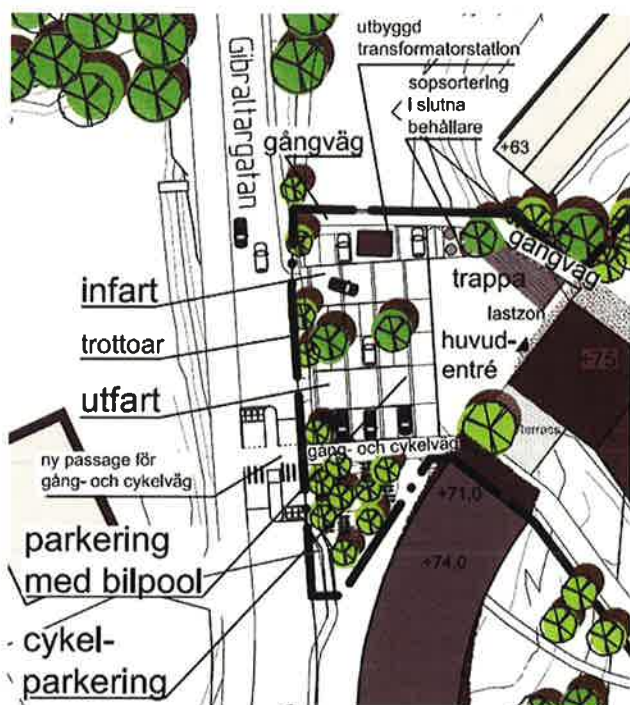 utbyggd
transformatorstation
sopsortering
i slutna
behållare
Gibraltargatan
gångväg
+63
gångväg
infart
trappa
lastzon
trottoar
huvud-
entré
+75
utfart
terrass
gång- och cykelväg
ny passage för
gång- och cykelväg
+71,0
parkering
med bilpool
+74,0
cykel-
parkering